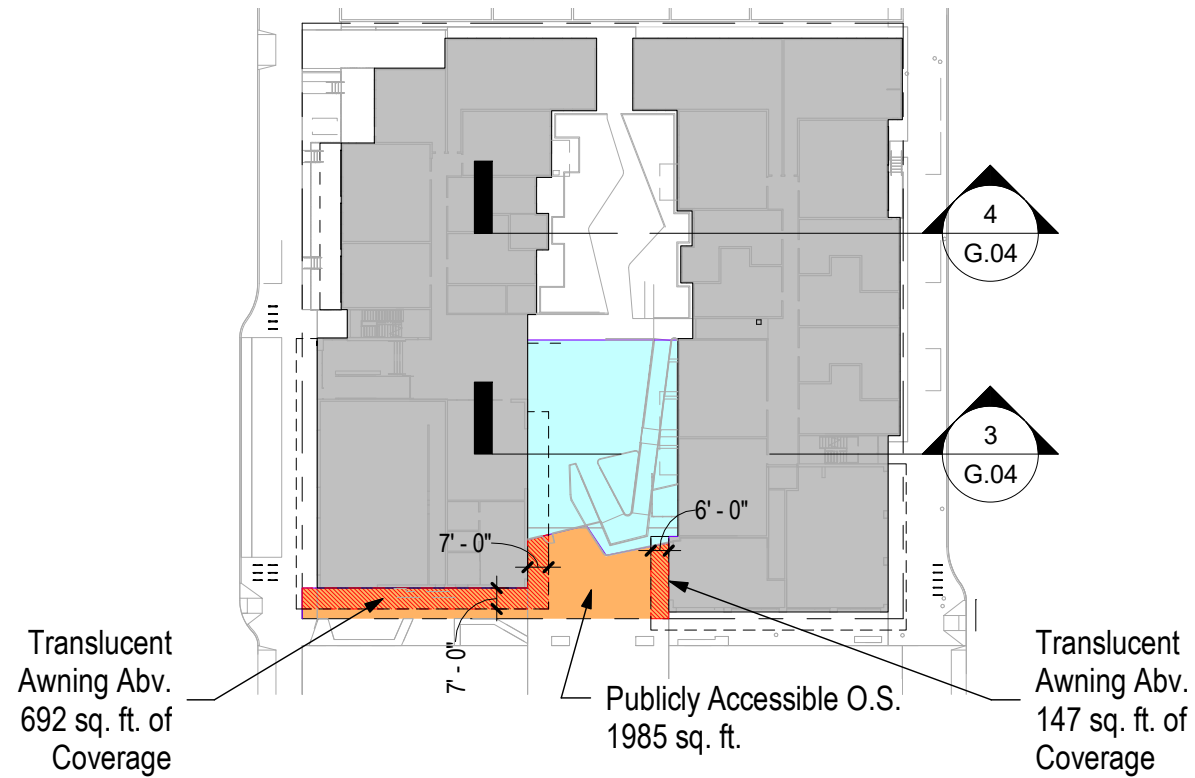 4
G.04
3
G.04
6' - 0"
7' - 0"
7' - 0"
Translucent
Awning Abv.
692 sq. ft. of
Coverage
Publicly Accessible O.S.
1985 sq. ft.
Translucent
Awning Abv.
147 sq. ft. of
Coverage